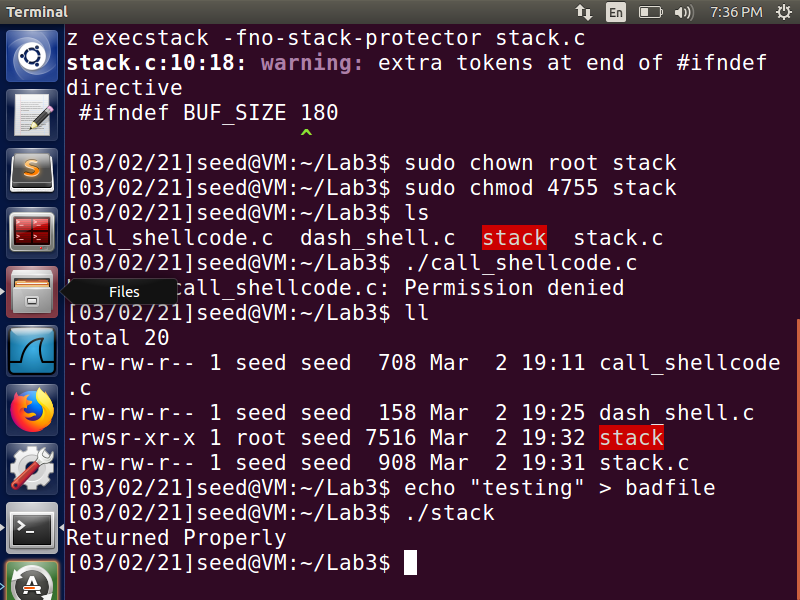 Terminal
En
7:36 PM
z execstack -fno-stack-protector stack.c
stack.c:10:18: warning: extra tokens at end of #ifndef
directive
#ifndef BUF_SIZE 180
^
[03/02/21]seed@VM:~/Lab3$ sudo chown root stack
[03/02/21]seed@VM:~/Lab3$ sudo chmod 4755 stack
[03/02/21]seed@VM:~/Lab3$ ls
call_shellcode.c  dash_shell.c  stack  stack.c
[03/02/21]seed@VM:~/Lab3$ ./call_shellcode.c
Files
call_shellcode.c: Permission denied
[03/02/21]seed@VM:~/Lab3$ ll
total 20
-rw-rw-r-- 1 seed seed  708 Mar  2 19:11 call_shellcode
.c
-rw-rw-r-- 1 seed seed  158 Mar  2 19:25 dash_shell.c
-rwsr-xr-x 1 root seed 7516 Mar  2 19:32 stack
-rw-rw-r-- 1 seed seed  908 Mar  2 19:31 stack.c
[03/02/21]seed@VM:~/Lab3$ echo "testing" > badfile
[03/02/21]seed@VM:~/Lab3$ ./stack
Returned Properly
[03/02/21]seed@VM:~/Lab3$